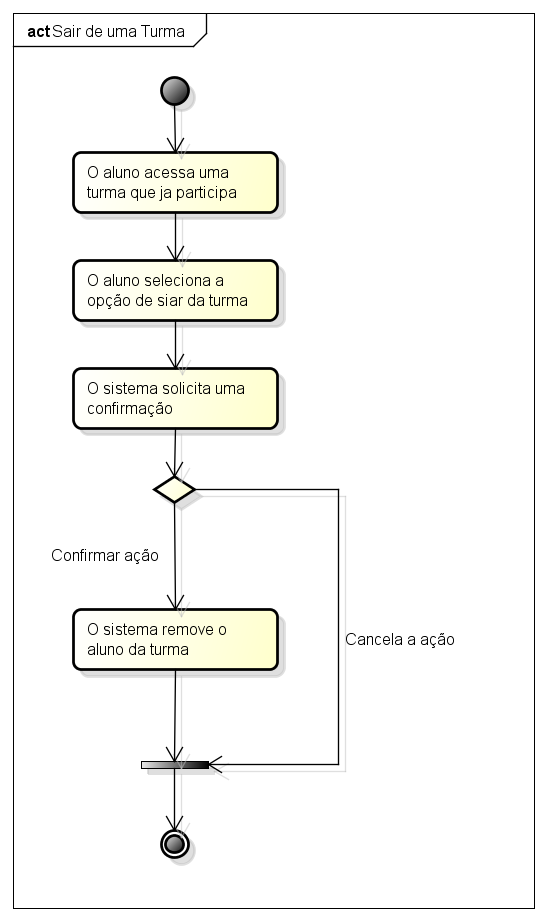 act Sair de uma Turma
O aluno acessa uma
turma que ja participa
O aluno seleciona a
opção de siar da turma
O sistema solicita uma
confirmação
Confirmar ação
O sistema remove o
aluno da turma
Cancela a ação